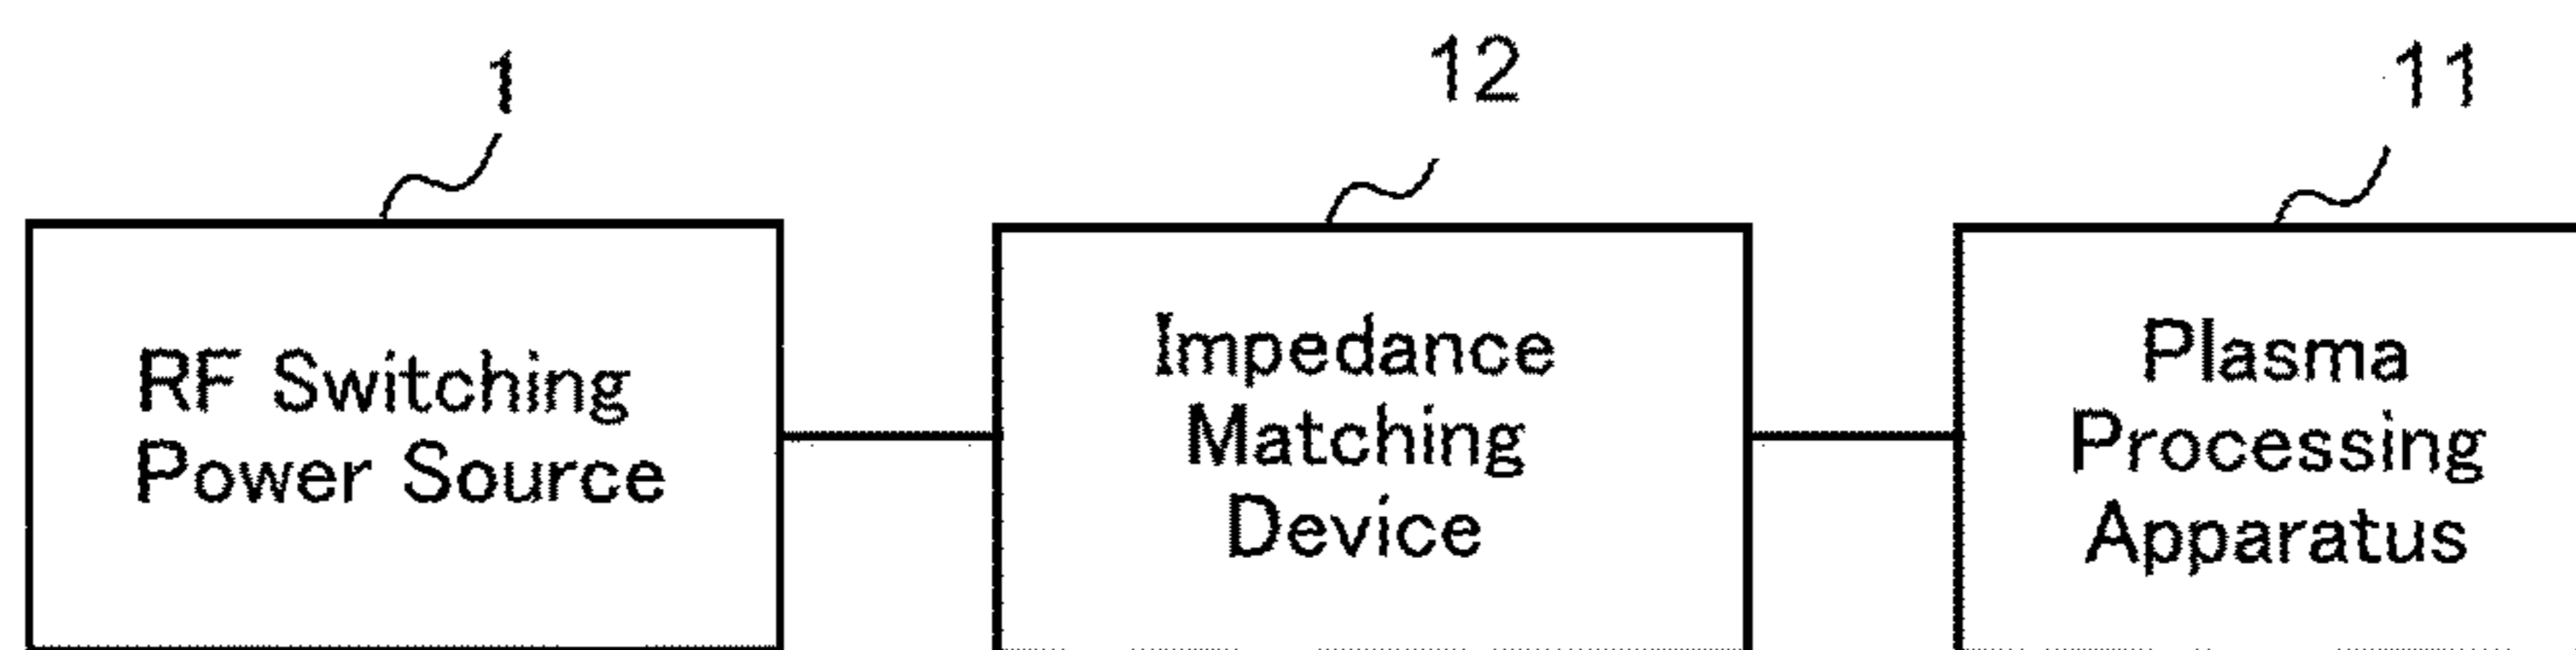 1
12
11
RF Switching
Power Source
Impedance
Matching
Device
Plasma
Processing
Apparatus